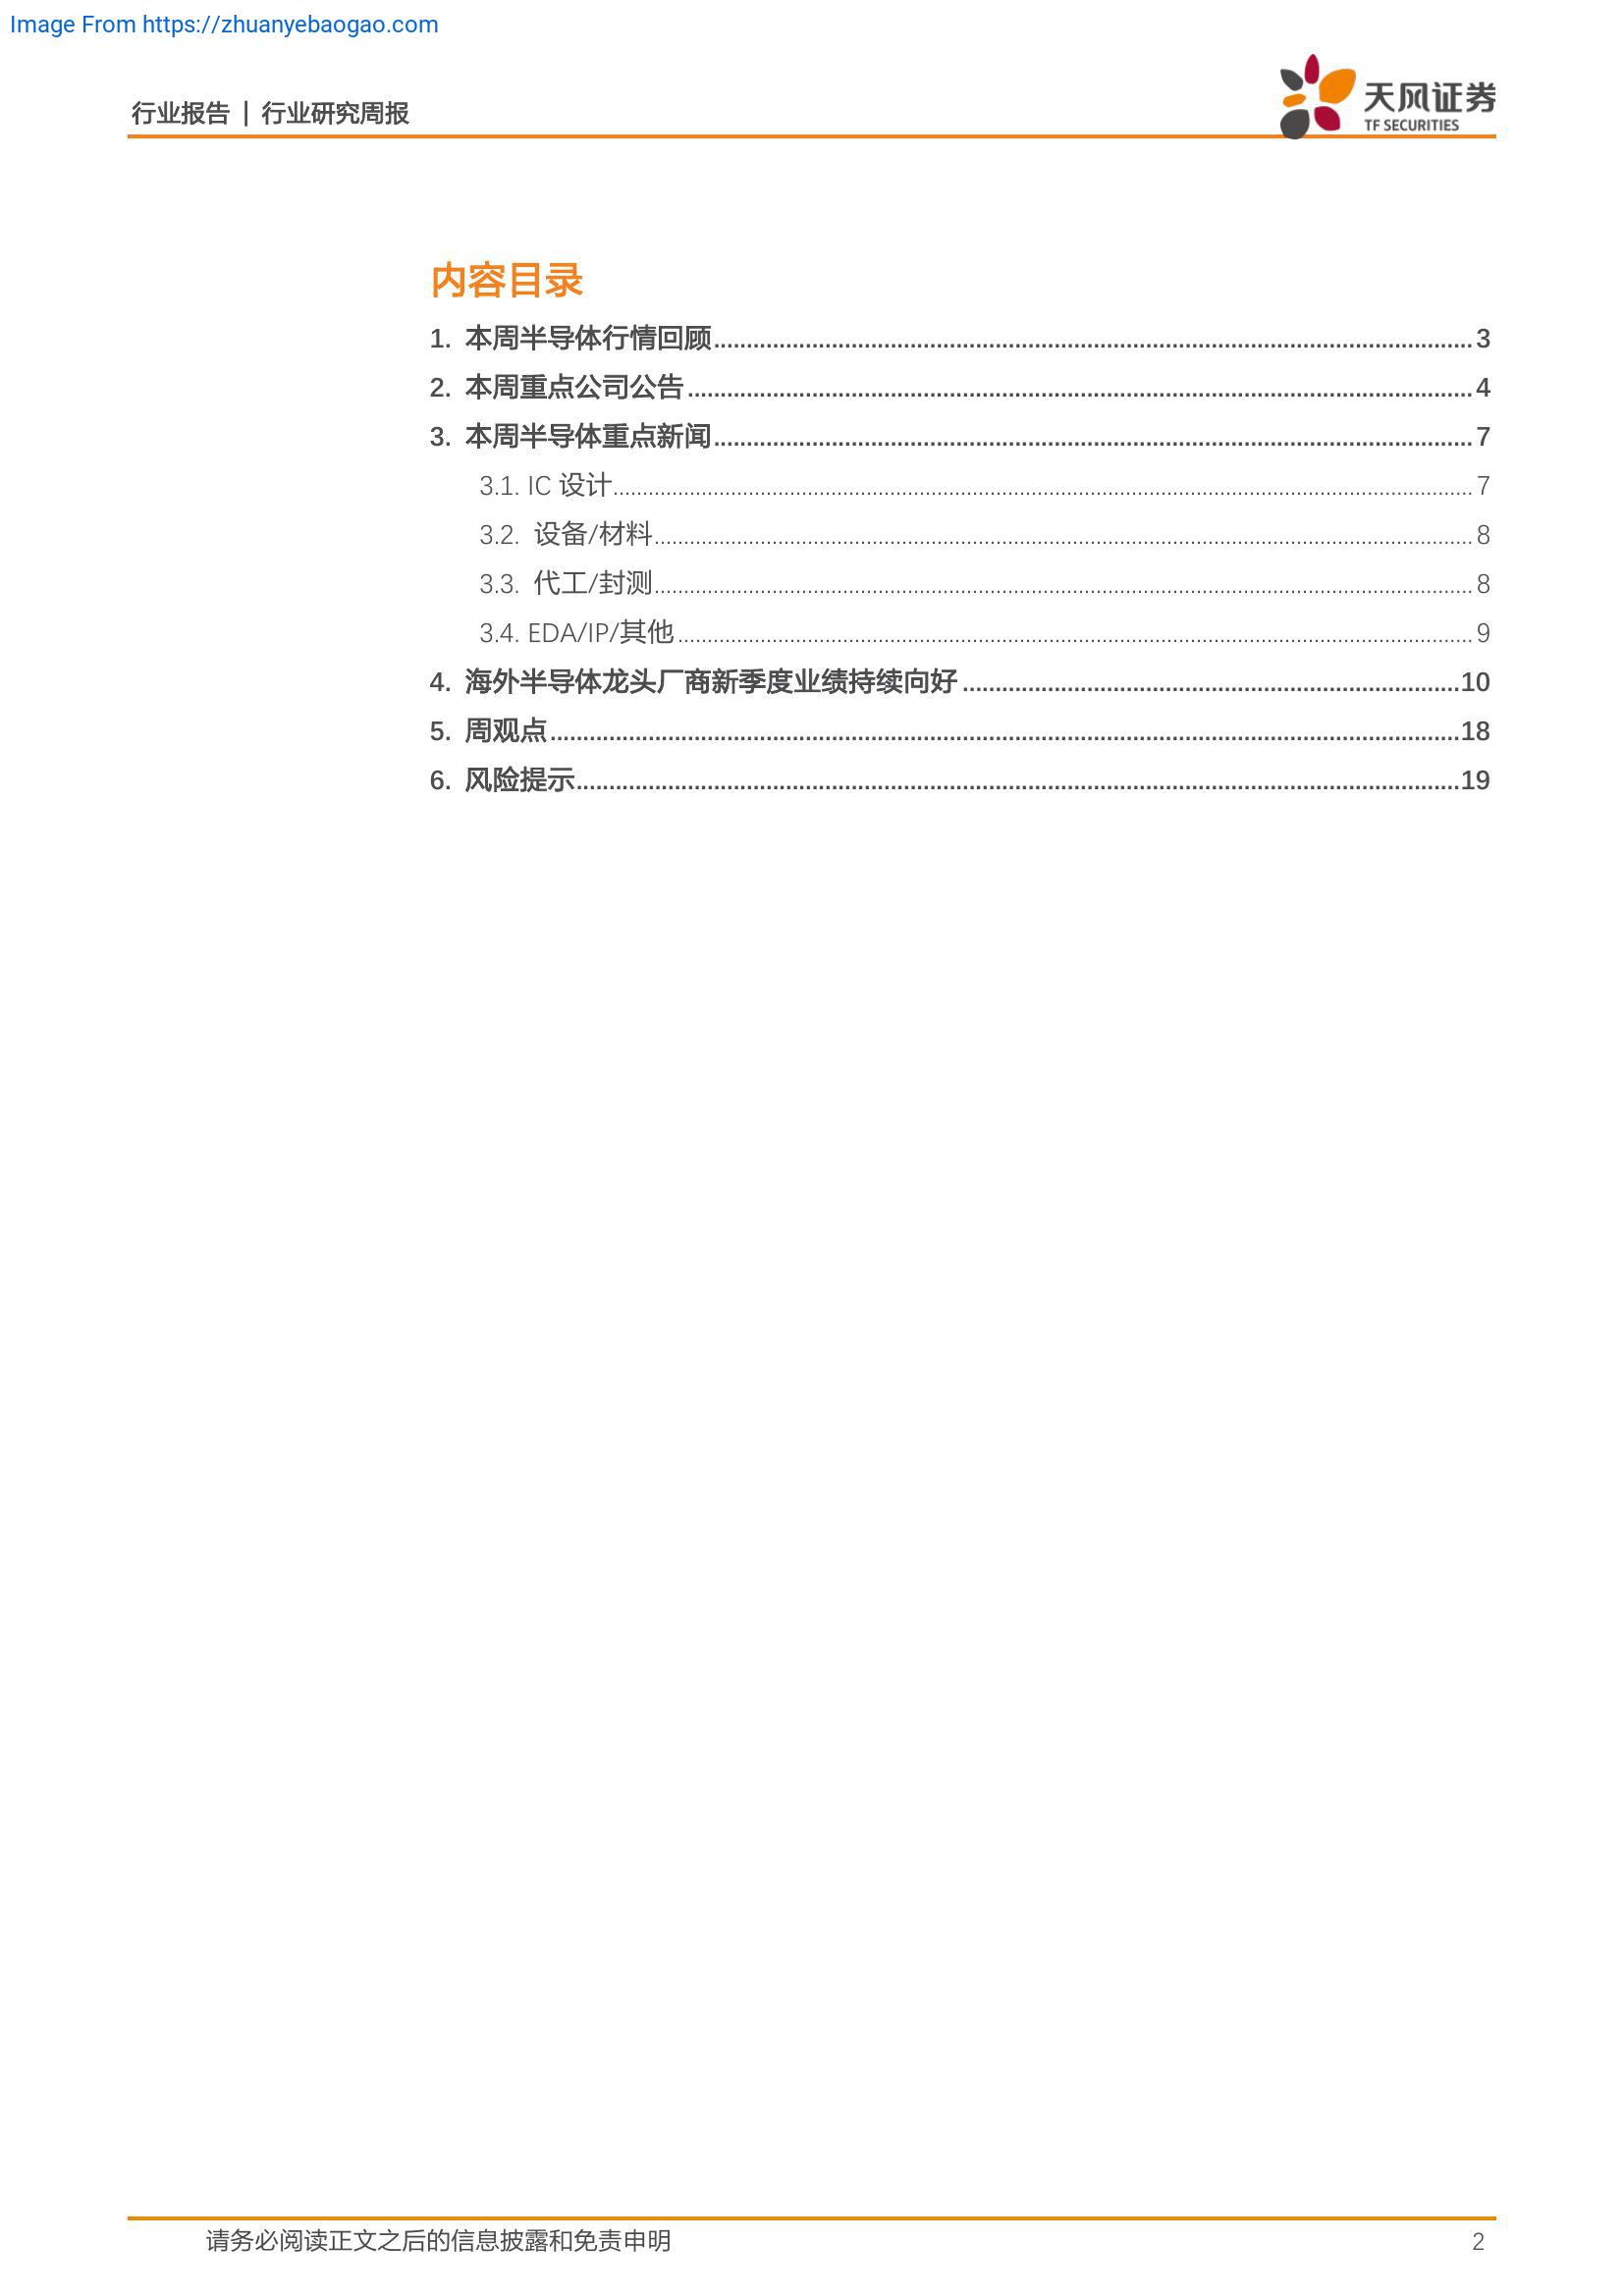 Image From https://zhuanyebaogao.com
行业报告 | 行业研究周报
天风证券
TF SECURITIES
内容目录
1. 本周半导体行情回顾........................................3
2. 本周重点公司公告........................................4
3. 本周半导体重点新闻........................................7
3.1. IC 设计........................................7
3.2. 设备/材料........................................8
3.3. 代工/封测........................................8
3.4. EDA/IP/其他........................................9
4. 海外半导体龙头厂商新季度业绩持续向好........................................10
5. 周观点........................................18
6. 风险提示........................................19
请务必阅读正文之后的信息披露和免责申明 2